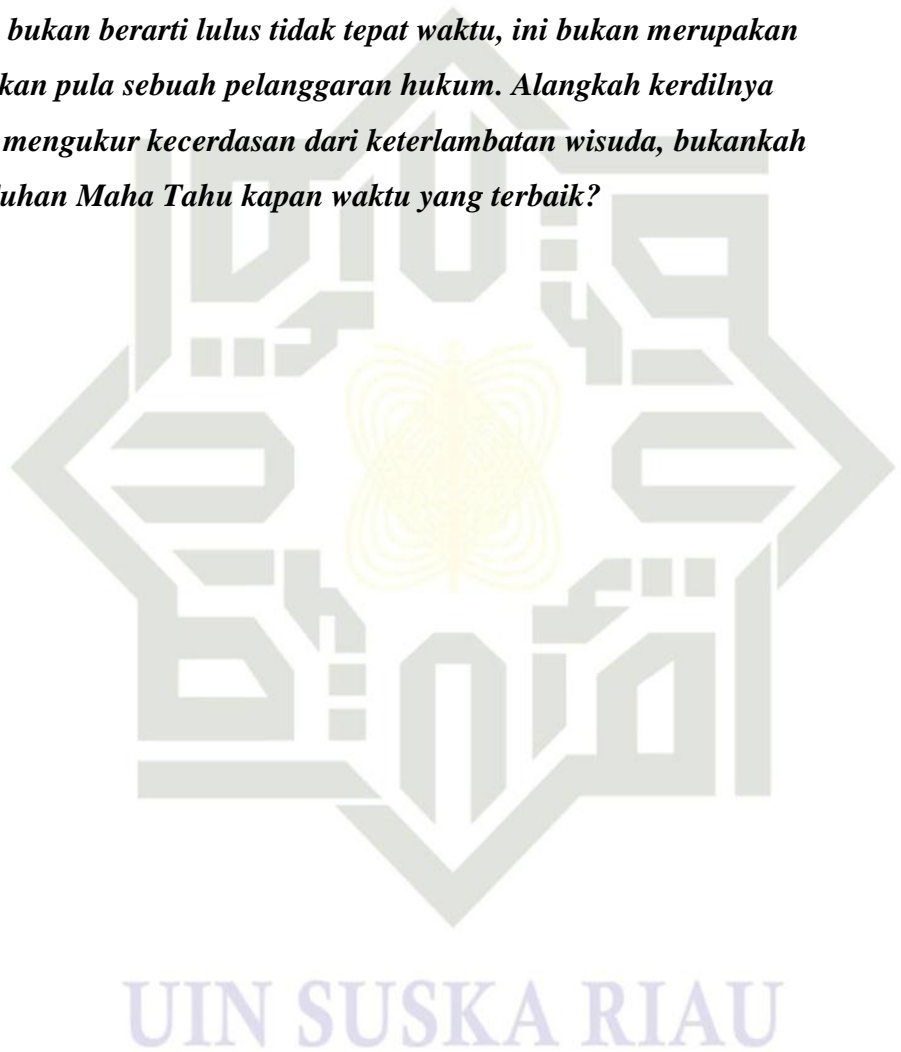 bukan berarti lulus tidak tepat waktu, ini bukan merupakan
kan pula sebuah pelanggaran hukum. Alangkah kerdilnya
mengukur kecerdasan dari keterlambatan wisuda, bukankah
uhan Maha Tahu kapan waktu yang terbaik?
UIN SUSKA RIAU